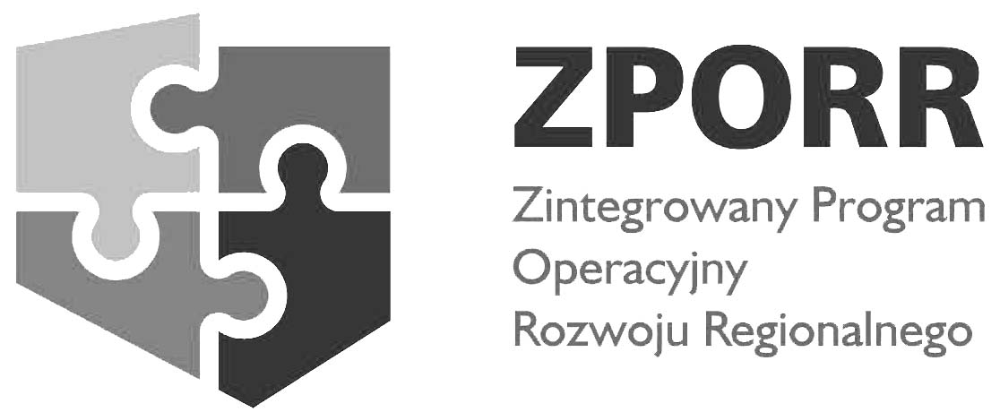 ZPORR
Zintegrowany Program
Operacyjny
Rozwoju Regionalnego